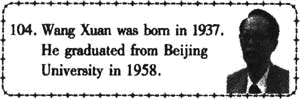 104. Wang Xuan was born in 1937.
He graduated from Beijing
University in 1958.